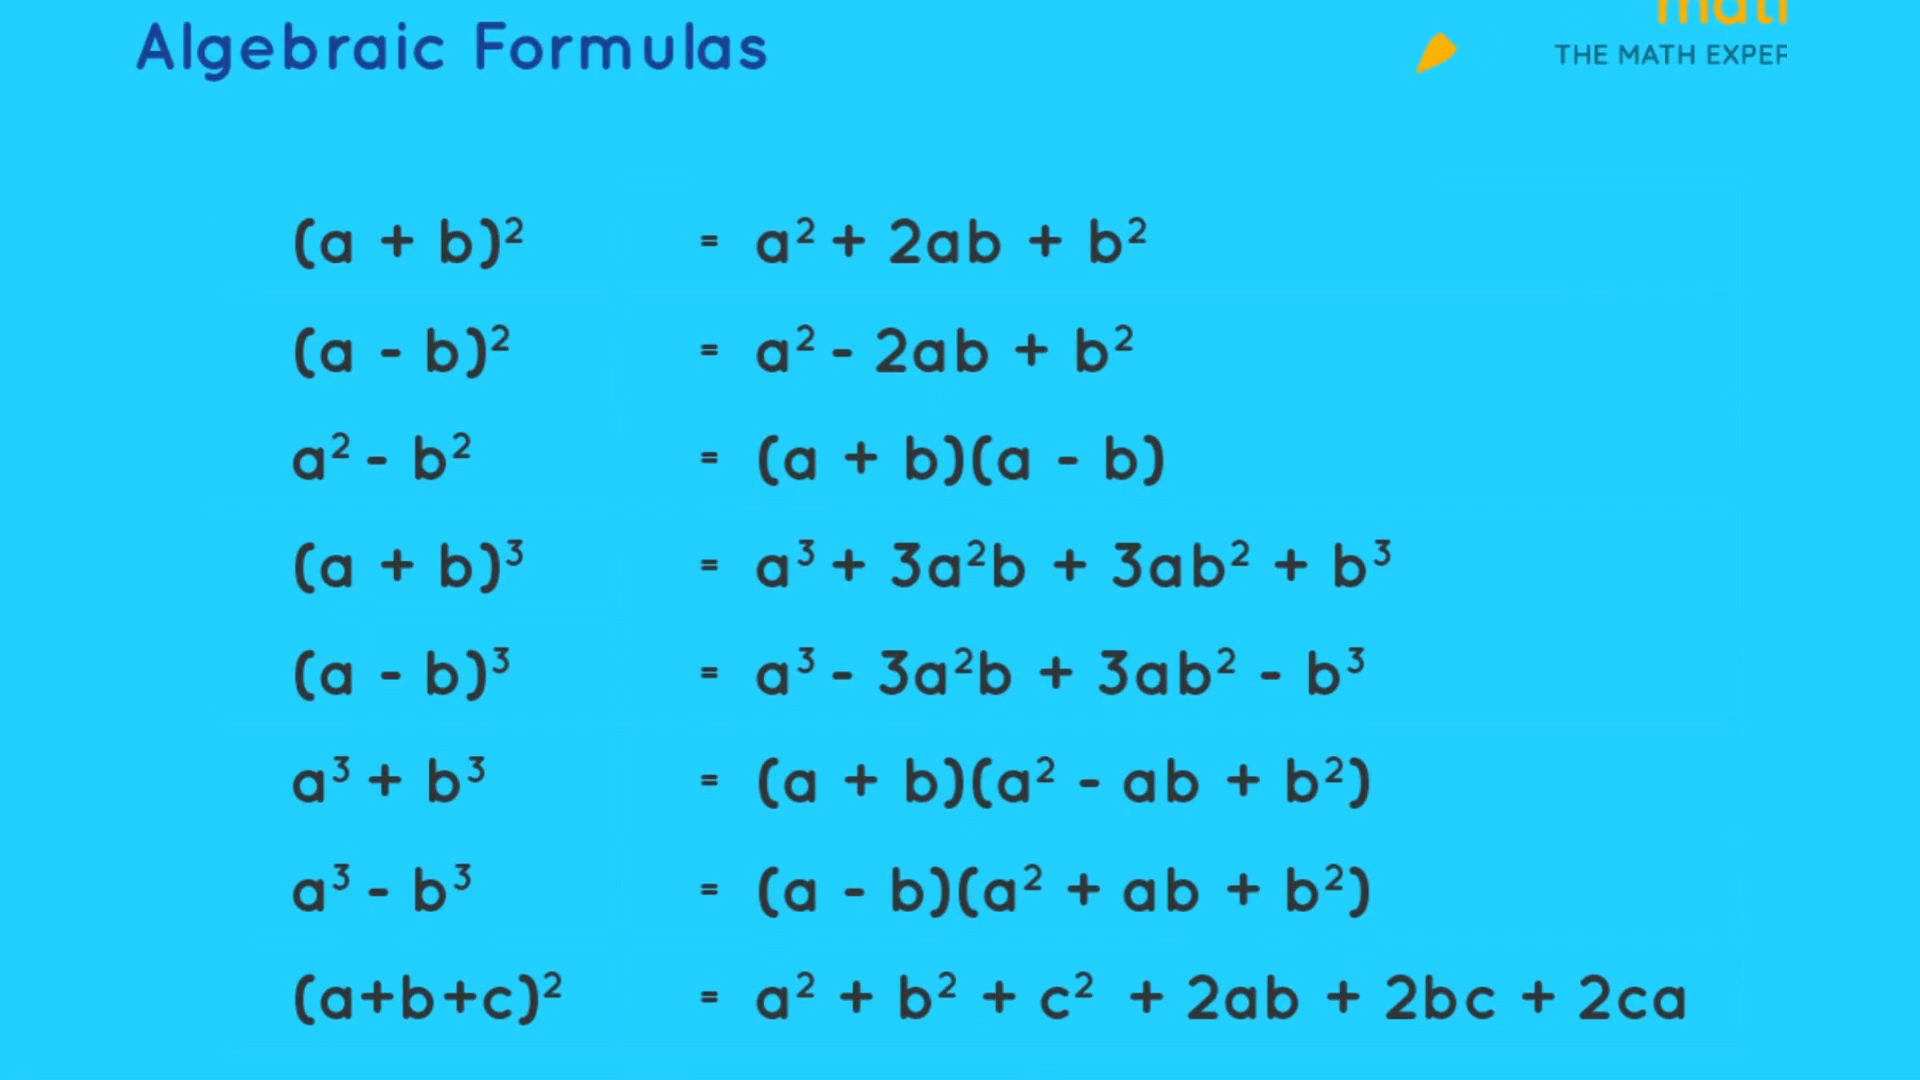 Algebraic Formulas
THE MATH
(a + b)² = a² + 2ab + b²
(a - b)² = a² - 2ab + b²
a² - b² = (a + b)(a - b)
(a + b)³ = a³ + 3a²b + 3ab² + b³
(a - b)³ = a³ - 3a²b + 3ab² - b³
a³ + b³ = (a + b)(a² - ab + b²)
a³ - b³ = (a - b)(a² + ab + b²)
(a+b+c)² = a² + b² + c² + 2ab + 2bc + 2ca